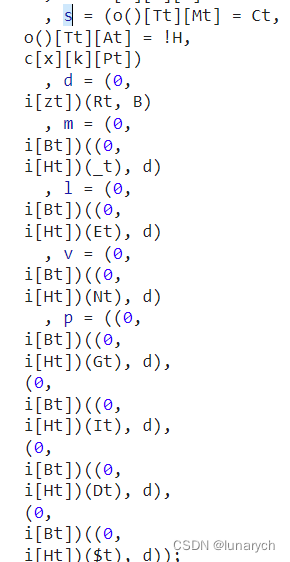 , s = (o()[Tt][Mt] = Ct,
o()[Tt][At] = !H,
c[x][k][Pt])
, d = (0,
i[zt])(Rt, B)
, m = (0,
i[Bt])((0,
i[Ht])(_t), d)
, l = (0,
i[Bt])((0,
i[Ht])(Et), d)
, v = (0,
i[Bt])((0,
i[Ht])(Nt), d)
, p = ((0,
i[Bt])((0,
i[Ht])(Gt), d),
(0,
i[Bt])((0,
i[Ht])(It), d),
(0,
i[Bt])((0,
i[Ht])(Dt), d),
(0,
i[Bt])((0,
i[Ht])($t), d));
CSDN @lunarych